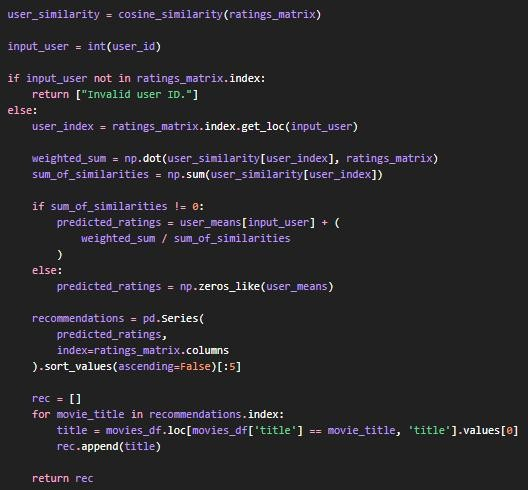 user_similarity = cosine_similarity(ratings_matrix)
input_user = int(user_id)
if input_user not in ratings_matrix.index:
    return ["Invalid user ID."]
else:
    user_index = ratings_matrix.index.get_loc(input_user)
    weighted_sum = np.dot(user_similarity[user_index], ratings_matrix)
    sum_of_similarities = np.sum(user_similarity[user_index])
    if sum_of_similarities != 0:
        predicted_ratings = user_means[input_user] + (
            weighted_sum / sum_of_similarities
        )
    else:
        predicted_ratings = np.zeros_like(user_means)
    recommendations = pd.Series(
        predicted_ratings,
        index=ratings_matrix.columns
    ).sort_values(ascending=False)[:5]
    rec = []
    for movie_title in recommendations.index:
        title = movies_df.loc[movies_df['title'] == movie_title, 'title'].values[0]
        rec.append(title)
    return rec